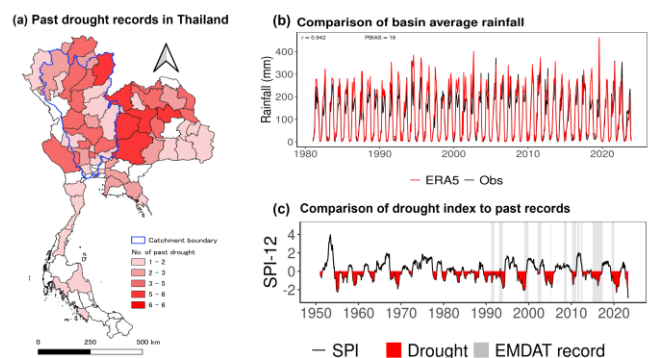 (a) Past drought records in Thailand
Catchment boundary
No. of past drought
1 – 2
2 – 3
3 – 5
5 – 6
6 – 6
0 250 500 km
(b) Comparison of basin average rainfall
r = 0.942 PBIAS = 16
Rainfall (mm)
400
300
200
100
0
1980 1990 2000 2010 2020
ERA5 Obs
(c) Comparison of drought index to past records
SPI-12
4
2
0
-2
1950 1960 1970 1980 1990 2000 2010 2020
SPI Drought EMDAT record